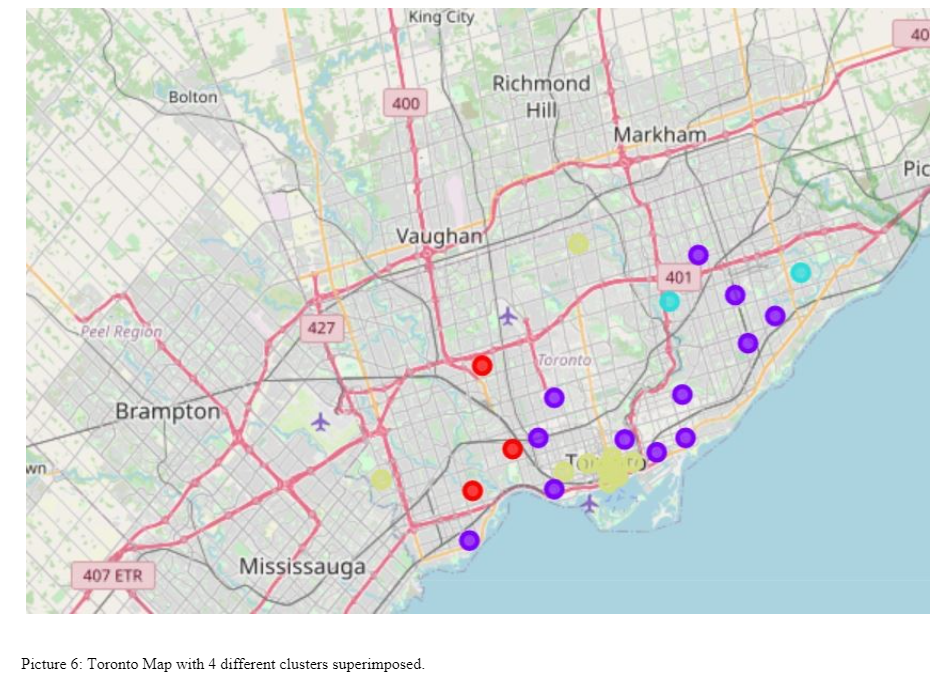 King City
40
Bolton
Richmond
Hill
400
Markham
Pic
Vaughan
401
427
Peel Region
Toronto
Brampton
Toronto
wn
Mississauga
407 ETR
Picture 6: Toronto Map with 4 different clusters superimposed.